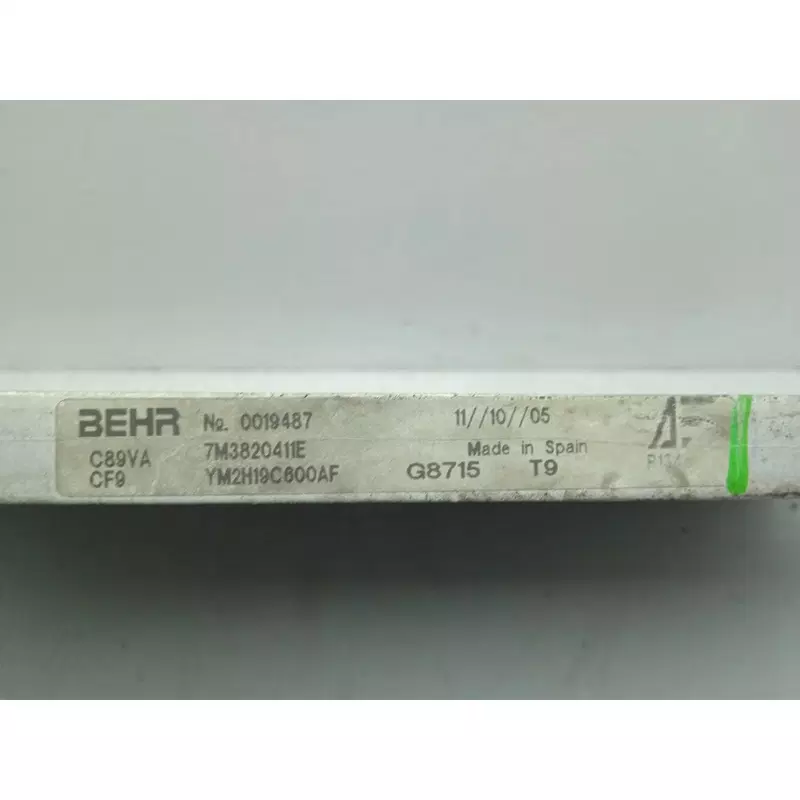 BEHR No. 0019487 11//10//05
C89VA 7M3820411E Made in Spain
CF9 YM2H19C600AF G8715 T9